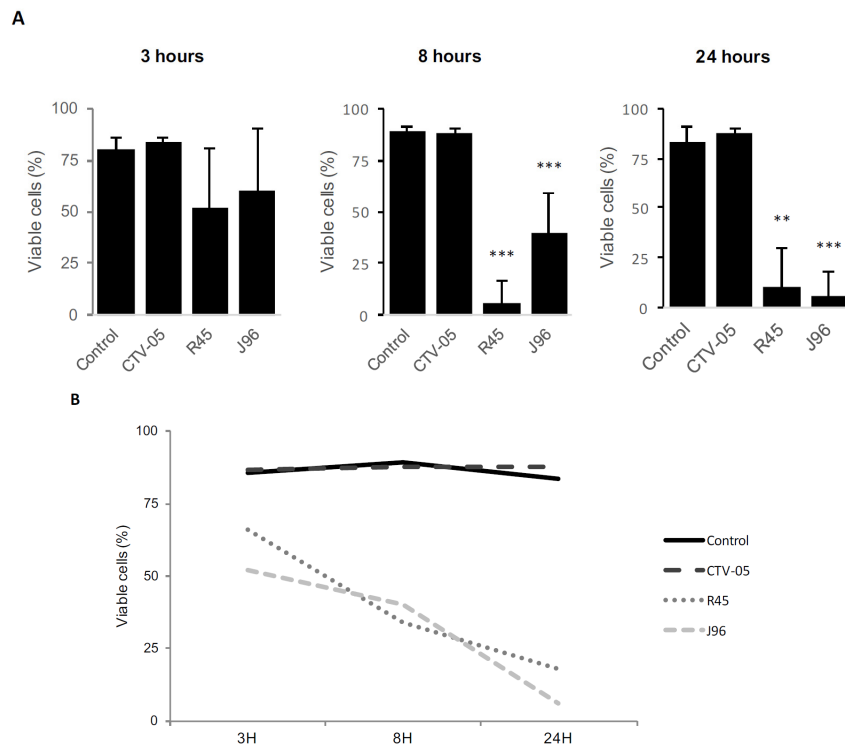 A
3 hours
8 hours
24 hours
Viable cells (%)
100
75
50
25
0
Control
CTV-05
R45
J96
Viable cells (%)
100
75
50
25
0
***
***
Control
CTV-05
R45
J96
Viable cells (%)
100
75
50
25
0
**
***
Control
CTV-05
R45
J96
B
Viable cells (%)
100
75
50
25
0
3H
8H
24H
Control
CTV-05
R45
J96